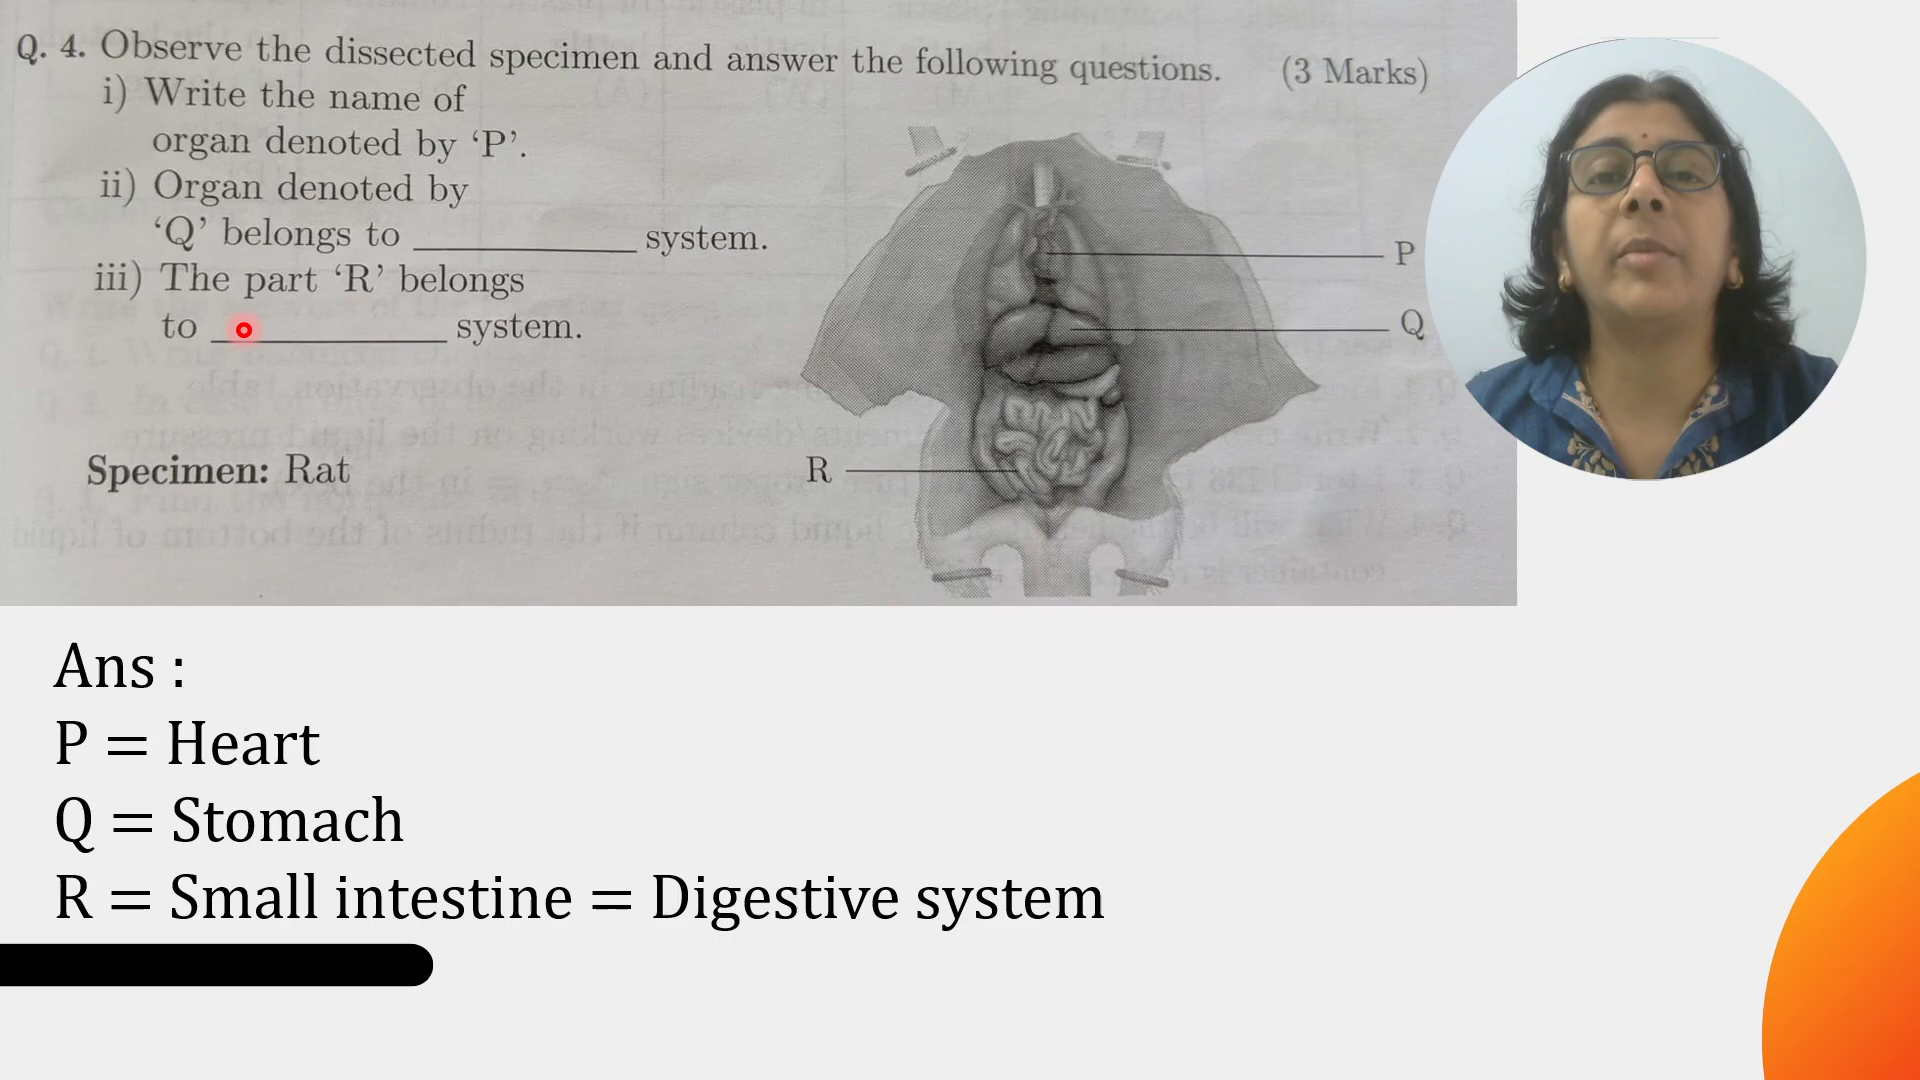 Q. 4. Observe the dissected specimen and answer the following questions. (3 Marks)
i) Write the name of
organ denoted by ‘P’.
ii) Organ denoted by
‘Q’ belongs to ____________ system.
iii) The part ‘R’ belongs
to ____________ system.
P
Q
Specimen: Rat
R
Ans :
P = Heart
Q = Stomach
R = Small intestine = Digestive system